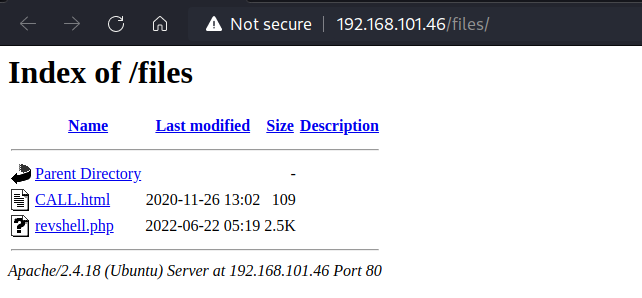 Not secure | 192.168.101.46/files/
Index of /files
Name Last modified Size Description
Parent Directory -
CALL.html 2020-11-26 13:02 109
revshell.php 2022-06-22 05:19 2.5K
Apache/2.4.18 (Ubuntu) Server at 192.168.101.46 Port 80